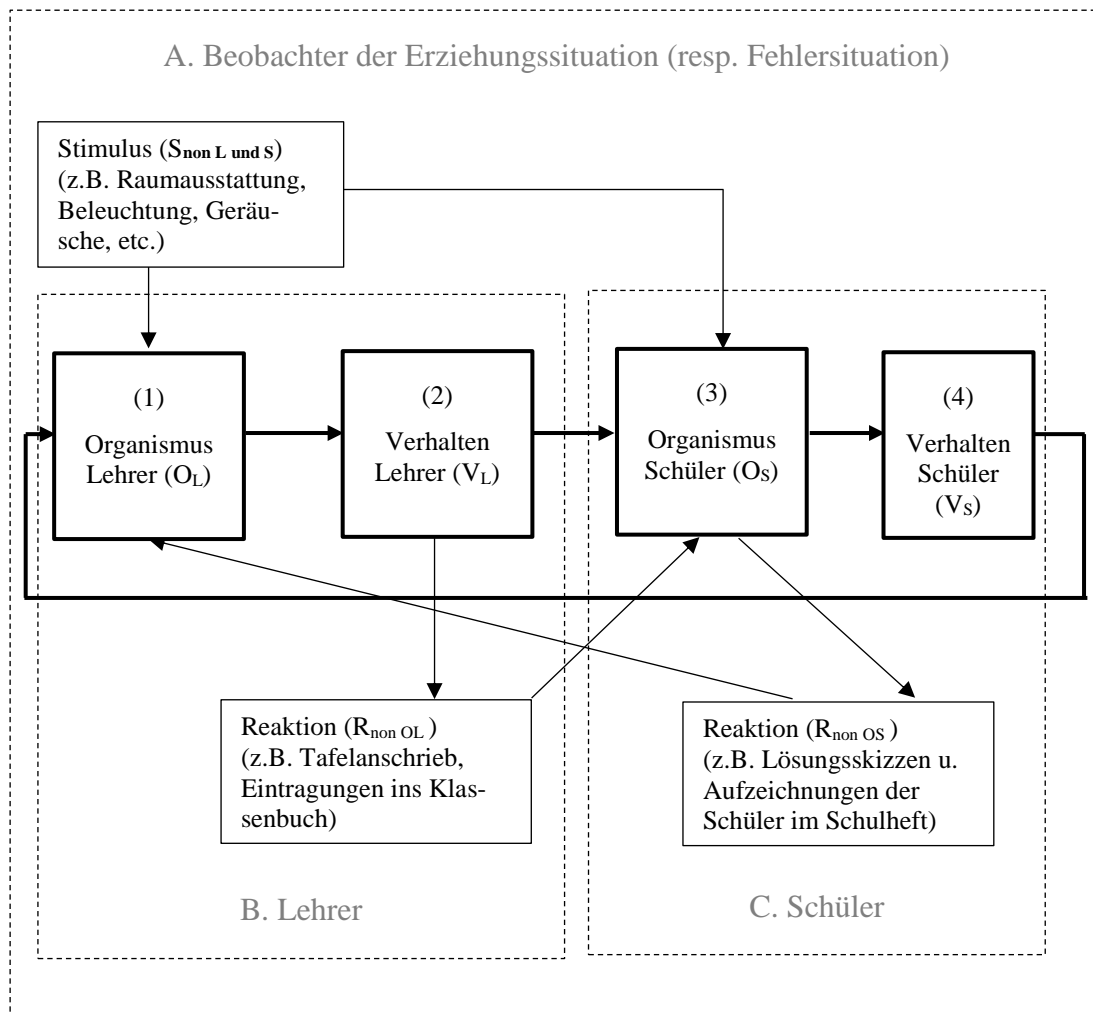 A. Beobachter der Erziehungssituation (resp. Fehlersituation)
Stimulus (Snon L und S)
(z.B. Raumausstattung,
Beleuchtung, Geräu-
sche, etc.)
(1)
Organismus
Lehrer (OL)
(2)
Verhalten
Lehrer (VL)
(3)
Organismus
Schüler (OS)
(4)
Verhalten
Schüler
(VS)
Reaktion (Rnon OL )
(z.B. Tafelanschrieb,
Eintragungen ins Klas-
senbuch)
Reaktion (Rnon OS )
(z.B. Lösungsskizzen u.
Aufzeichnungen der
Schüler im Schulheft)
B. Lehrer
C. Schüler